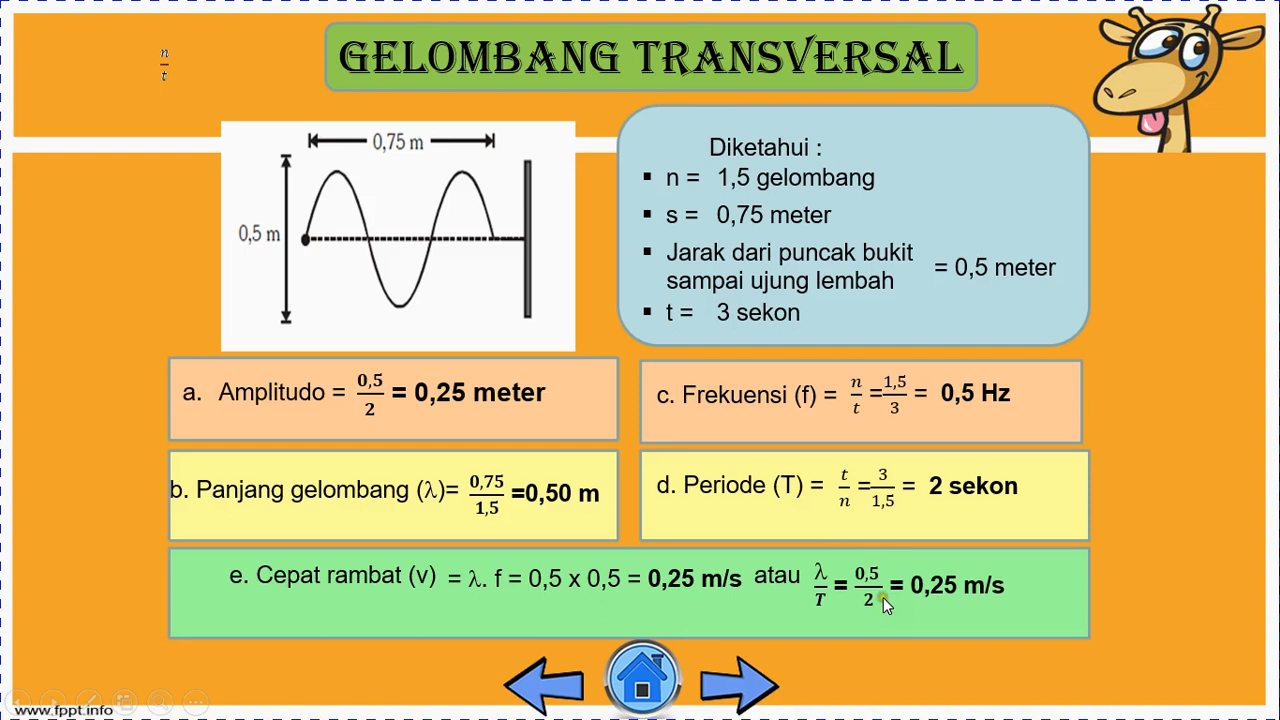 n
t
GELOMBANG TRANSVERSAL
0,75 m
0,5 m
Diketahui :
▪ n = 1,5 gelombang
▪ s = 0,75 meter
▪ Jarak dari puncak bukit
sampai ujung lembah = 0,5 meter
▪ t = 3 sekon
a. Amplitudo = 0,5/2 = 0,25 meter
c. Frekuensi (f) = n/t =1,5/3 = 0,5 Hz
b. Panjang gelombang (λ)= 0,75/1,5 =0,50 m
d. Periode (T) = t/n =3/1,5 = 2 sekon
e. Cepat rambat (v) = λ. f = 0,5 x 0,5 = 0,25 m/s atau λ/T = 0,5/2 = 0,25 m/s
www.fppt.info